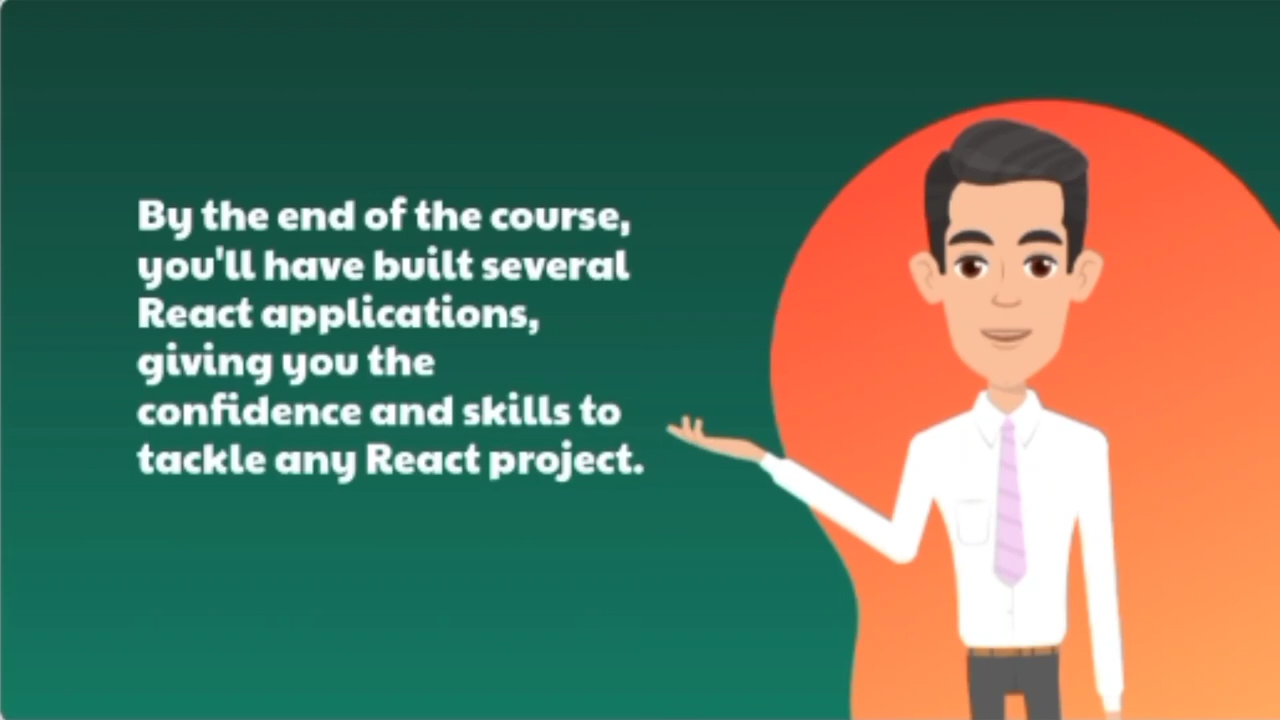 By the end of the course,
you'll have built several
React applications,
giving you the
confidence and skills to
tackle any React project.